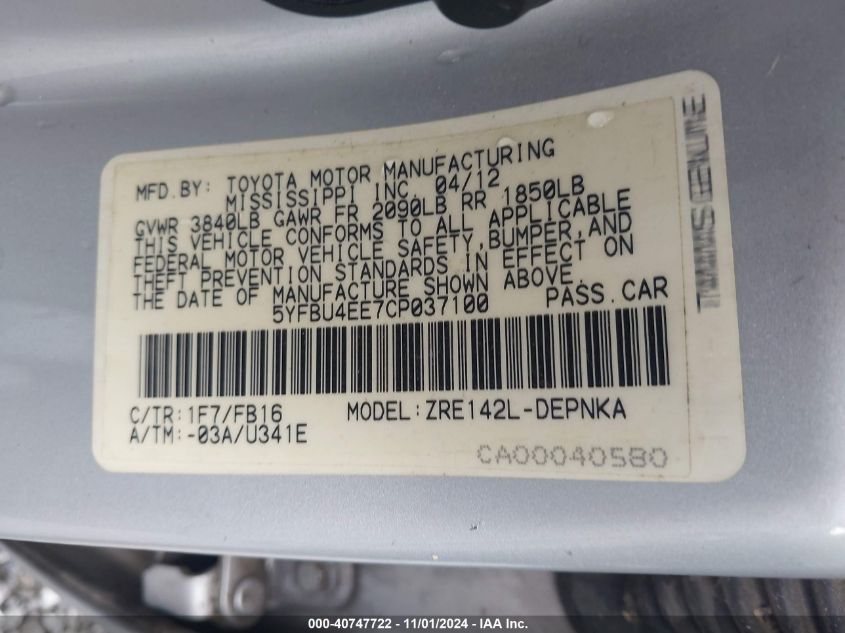 MFD.BY: TOYOTA MOTOR MANUFACTURING
MISSISSIPPI INC. 04/12
GVWR 3840LB GAWR FR 2090LB RR 1850LB
THIS VEHICLE CONFORMS TO ALL APPLICABLE
FEDERAL MOTOR VEHICLE SAFETY,BUMPER,AND
THEFT PREVENTION STANDARDS IN EFFECT ON
THE DATE OF MANUFACTURE SHOWN ABOVE.
5YFBU4EE7CP037100 PASS.CAR
C/TR:1F7/FB16 MODEL:ZRE142L-DEPNKA
A/TM:-03A/U341E
CA00040580
GENUINE
000-40747722 - 11/01/2024 - IAA Inc.